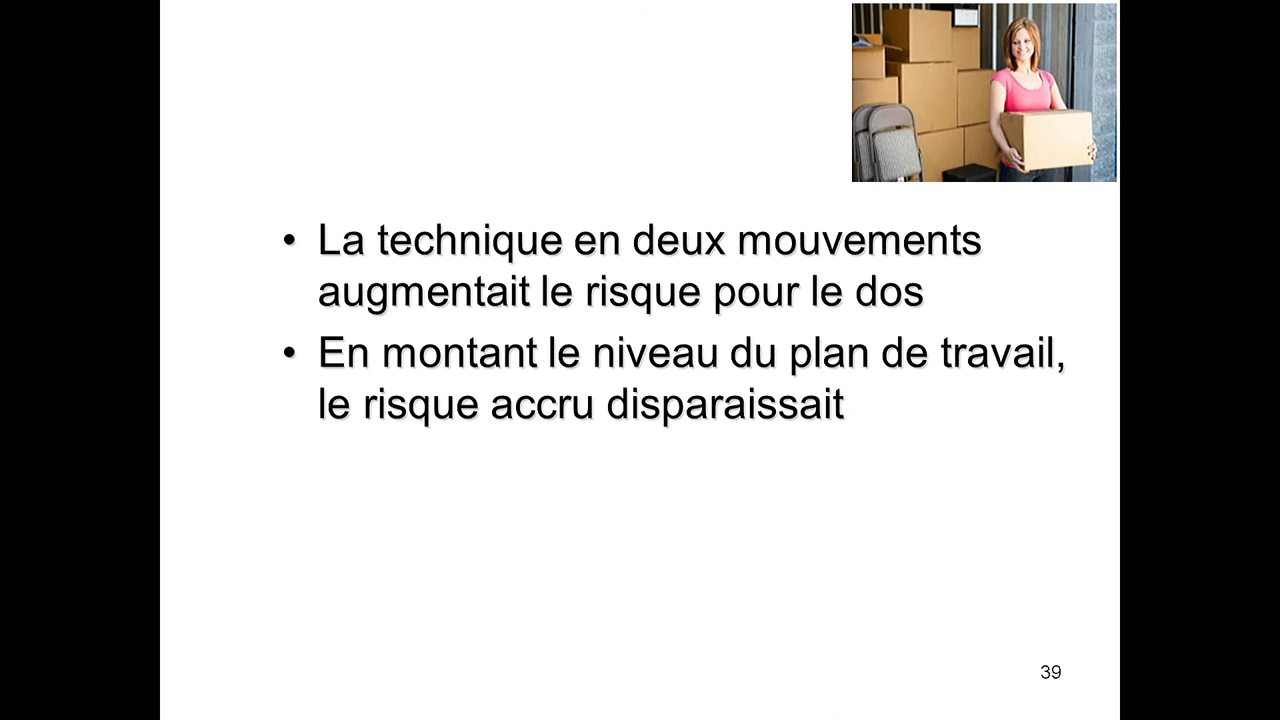 • La technique en deux mouvements
augmentait le risque pour le dos
• En montant le niveau du plan de travail,
le risque accru disparaissait
39